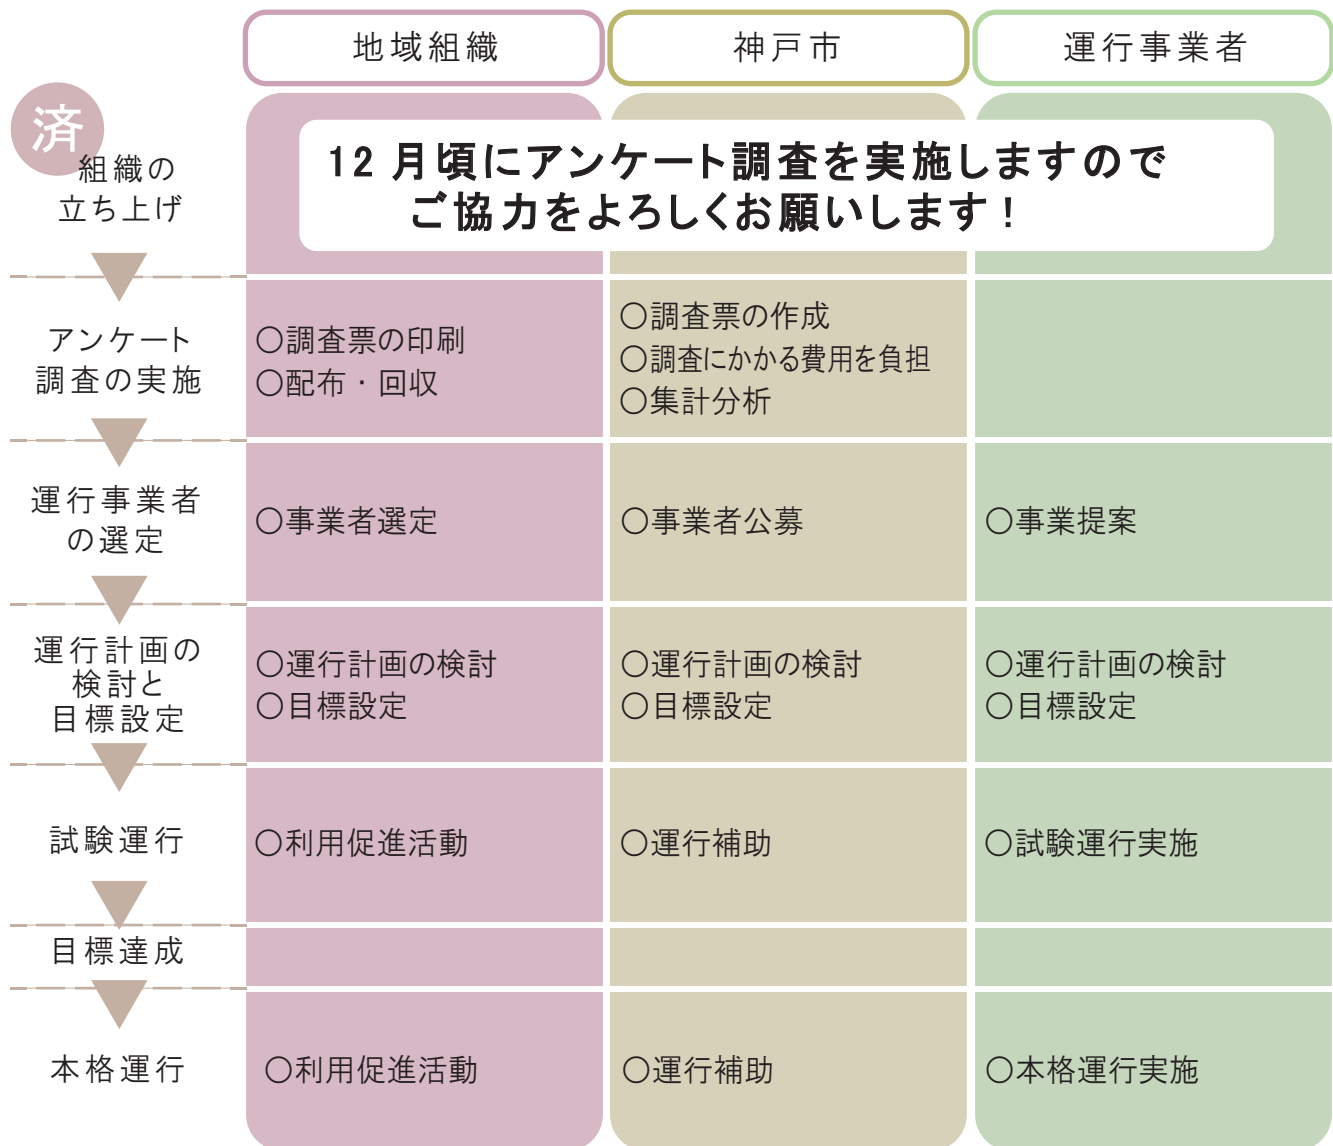 地域組織
神戸市
運行事業者
済
組織の
立ち上げ
12月頃にアンケート調査を実施しますので
ご協力をよろしくお願いします！
アンケート
調査の実施
○調査票の印刷
○配布・回収
○調査票の作成
○調査にかかる費用を負担
○集計分析
運行事業者
の選定
○事業者選定
○事業者公募
○事業提案
運行計画の
検討と
目標設定
○運行計画の検討
○目標設定
○運行計画の検討
○目標設定
○運行計画の検討
○目標設定
試験運行
○利用促進活動
○運行補助
○試験運行実施
目標達成
本格運行
○利用促進活動
○運行補助
○本格運行実施